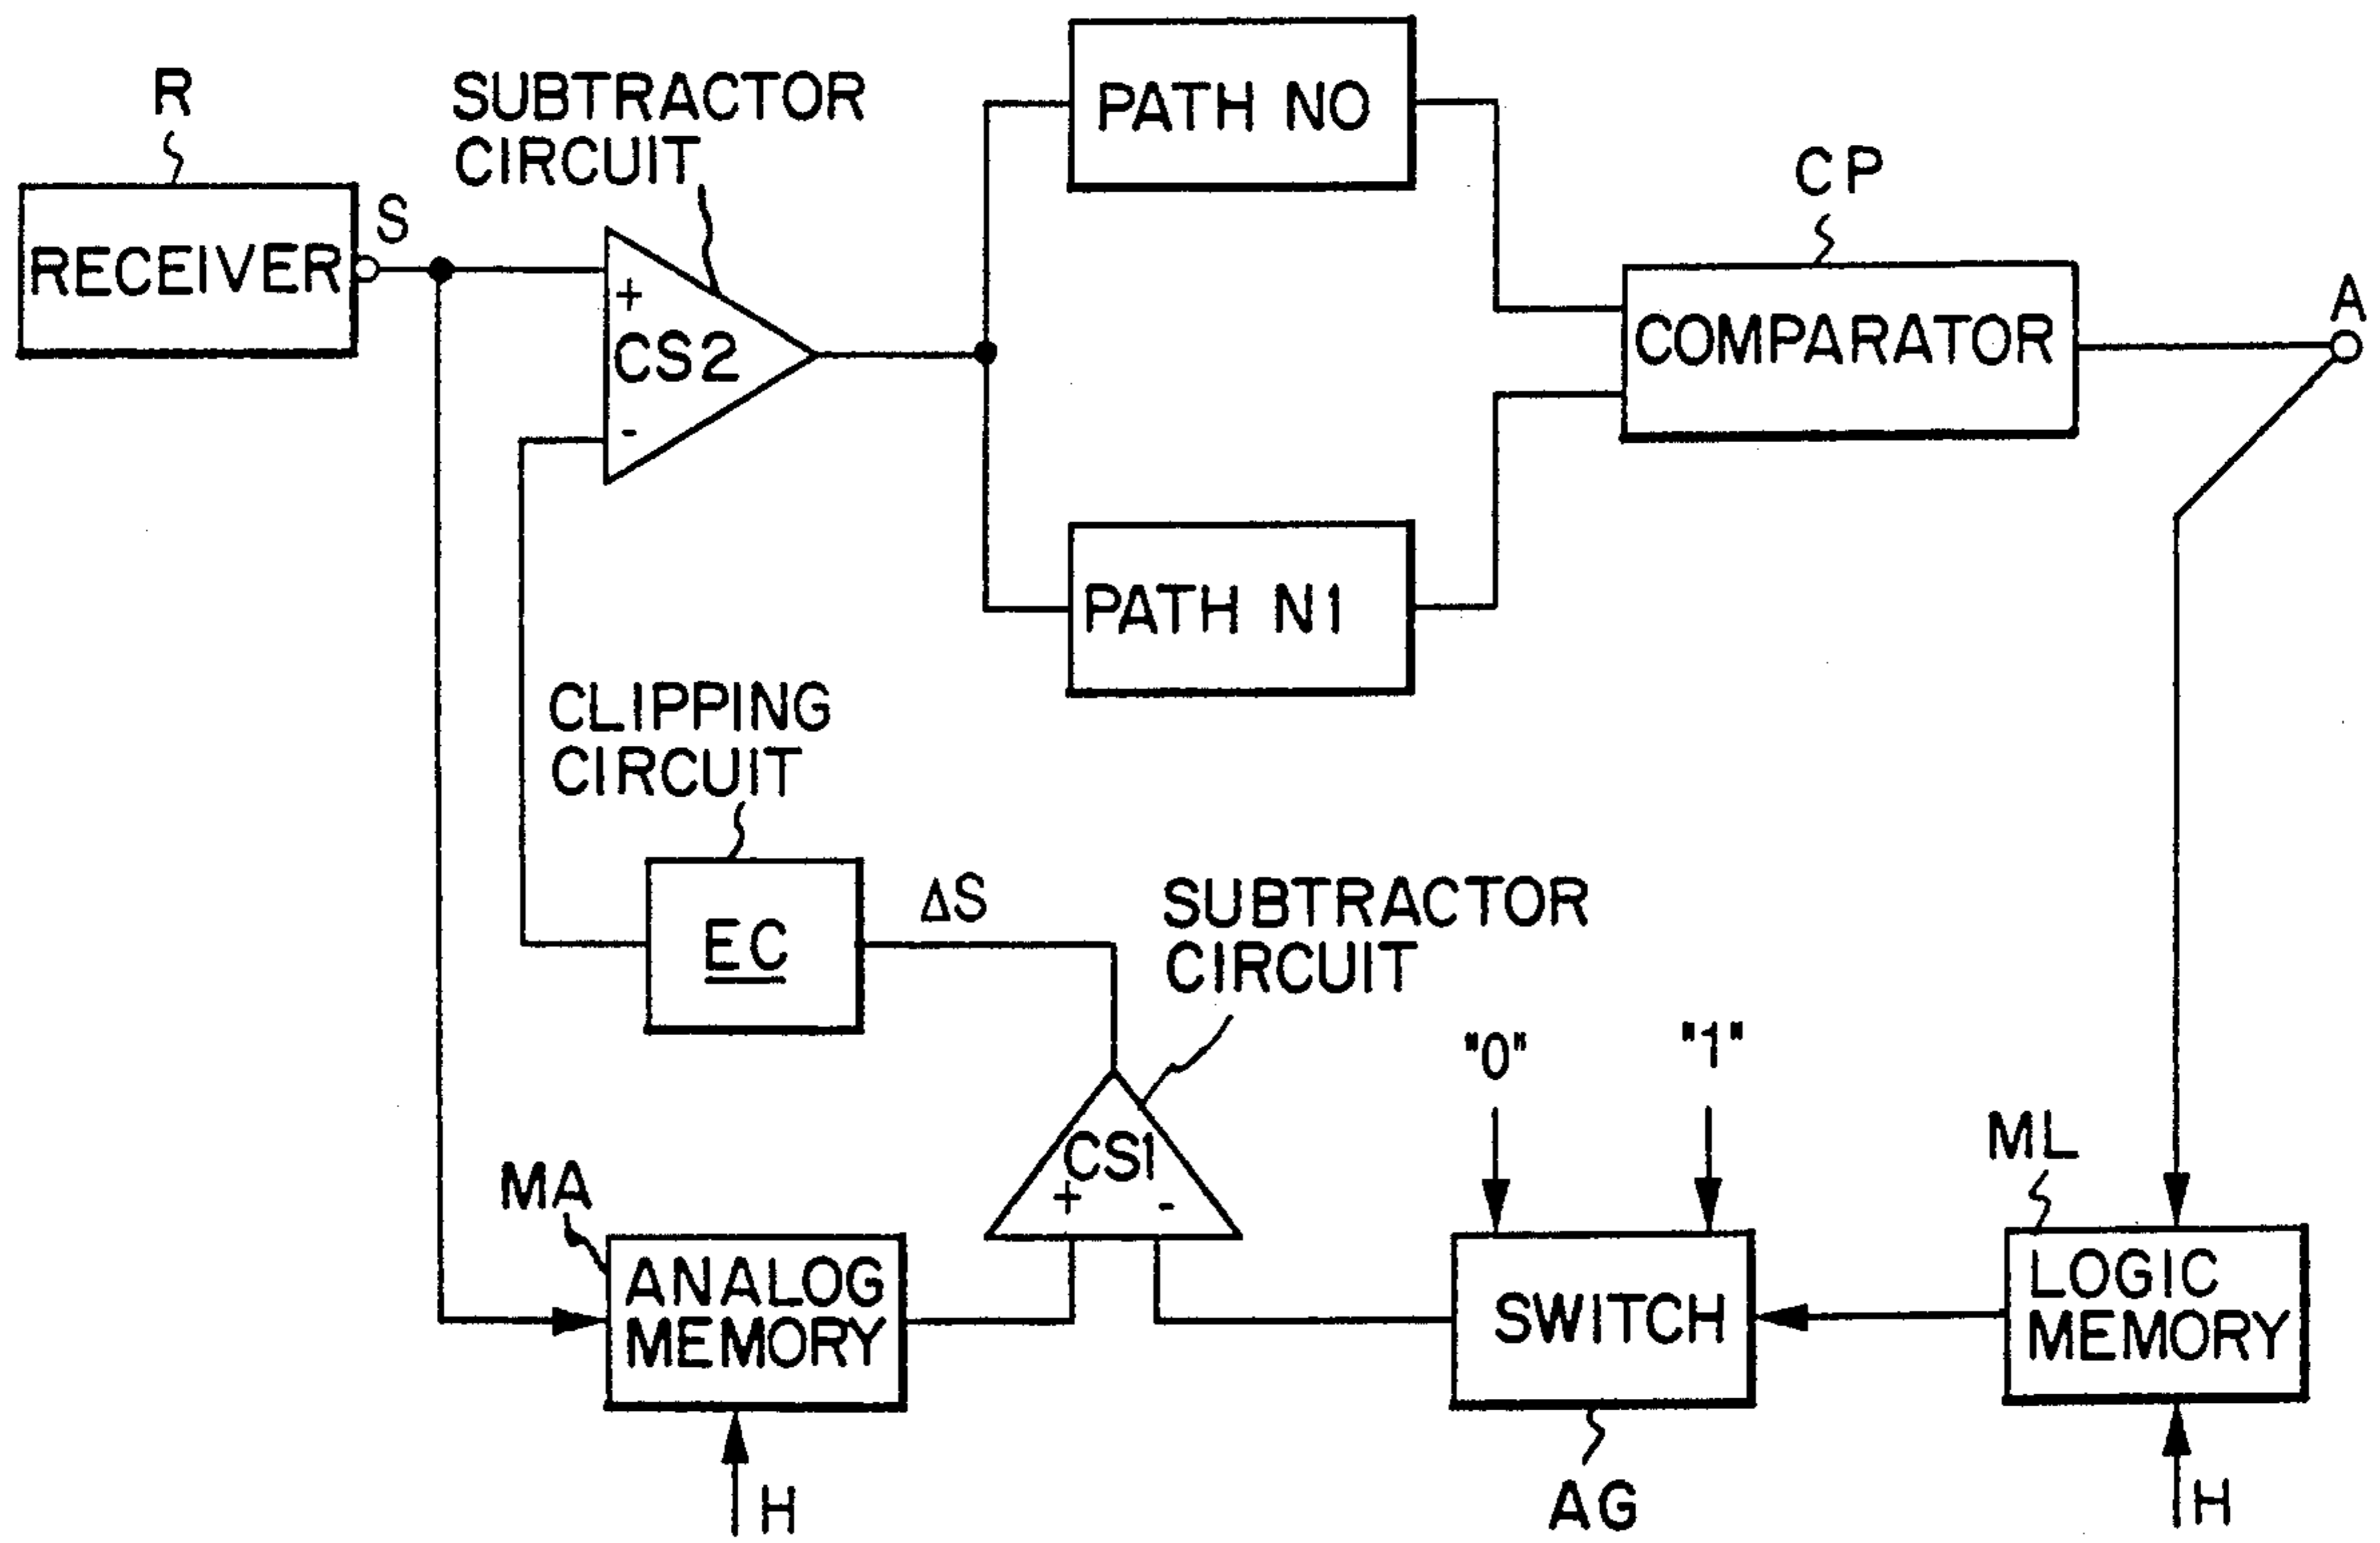 R
SUBTRACTOR
CIRCUIT
RECEIVER
S
+
CS2
-
PATH NO
PATH N1
CP
COMPARATOR
A
CLIPPING
CIRCUIT
EC
ΔS
SUBTRACTOR
CIRCUIT
CS1
+ -
MA
ANALOG
MEMORY
H
"0"
"1"
SWITCH
AG
ML
LOGIC
MEMORY
H